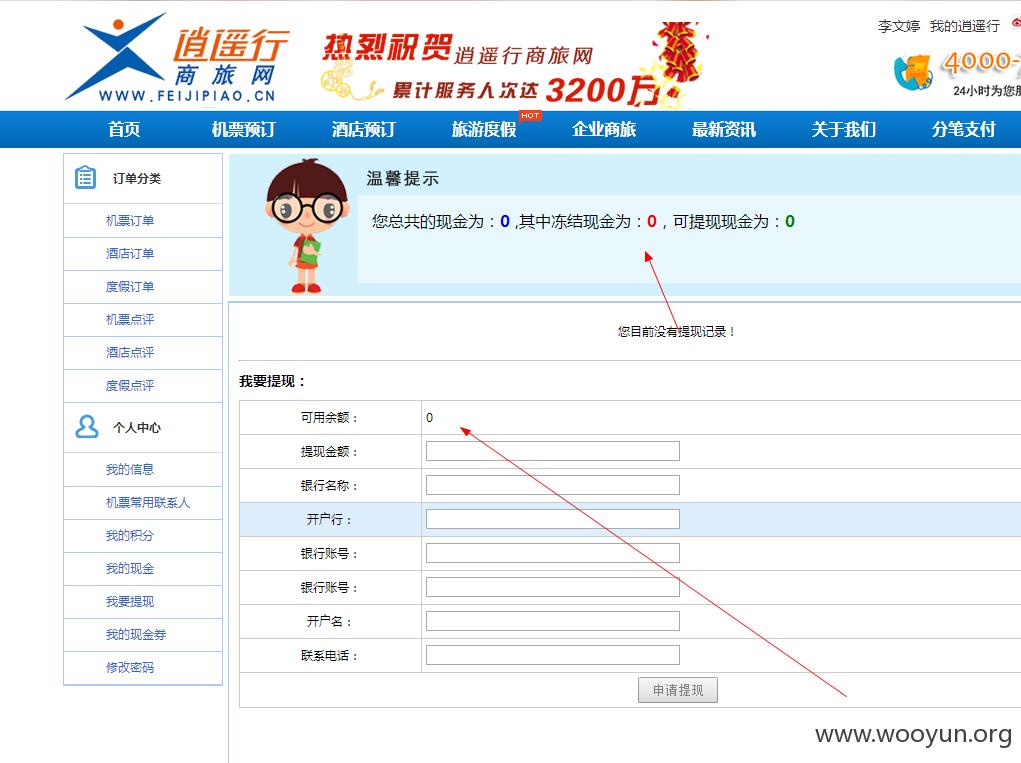 逍遥行
商旅网
WWW.FEIJIPIAO.CN
热烈祝贺逍遥行商旅网
累计服务人次达 3200万
李文婷 我的逍遥行
4000-
24小时为您服
首页 机票预订 酒店预订 旅游度假 HOT 企业商旅 最新资讯 关于我们 分笔支付
订单分类
机票订单
酒店订单
度假订单
机票点评
酒店点评
度假点评
个人中心
我的信息
机票常用联系人
我的积分
我的现金
我要提现
我的现金券
修改密码
温馨提示
您总共的现金为：0 ,其中冻结现金为：0，可提现现金为：0
您目前没有提现记录！
我要提现：
可用余额： 0
提现金额：
银行名称：
开户行：
银行账号：
银行账号：
开户名：
联系电话：
申请提现
www.wooyun.org